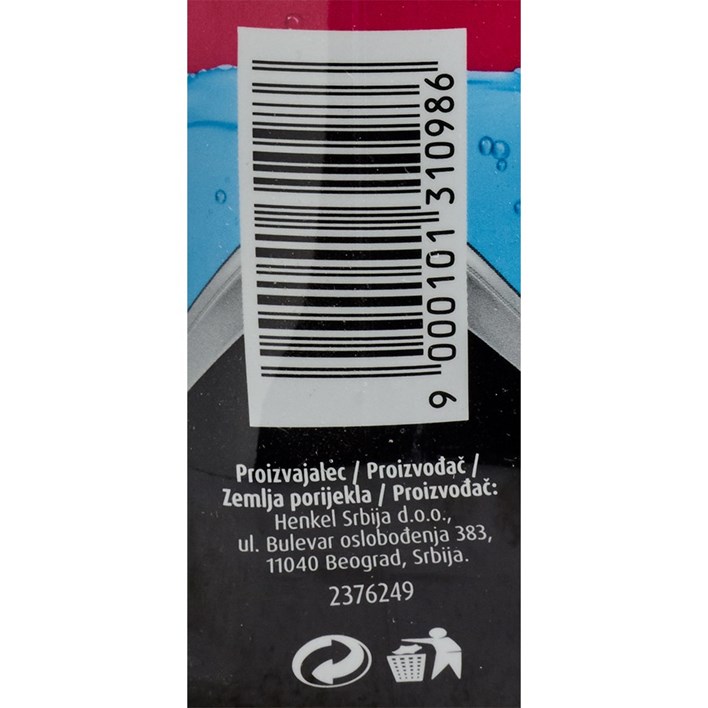 9 000101 310986
Proizvajalec / Proizvođač /
Zemlja porijekla / Proizvođač:
Henkel Srbija d.o.o.,
ul. Bulevar oslobođenja 383,
11040 Beograd, Srbija.
2376249